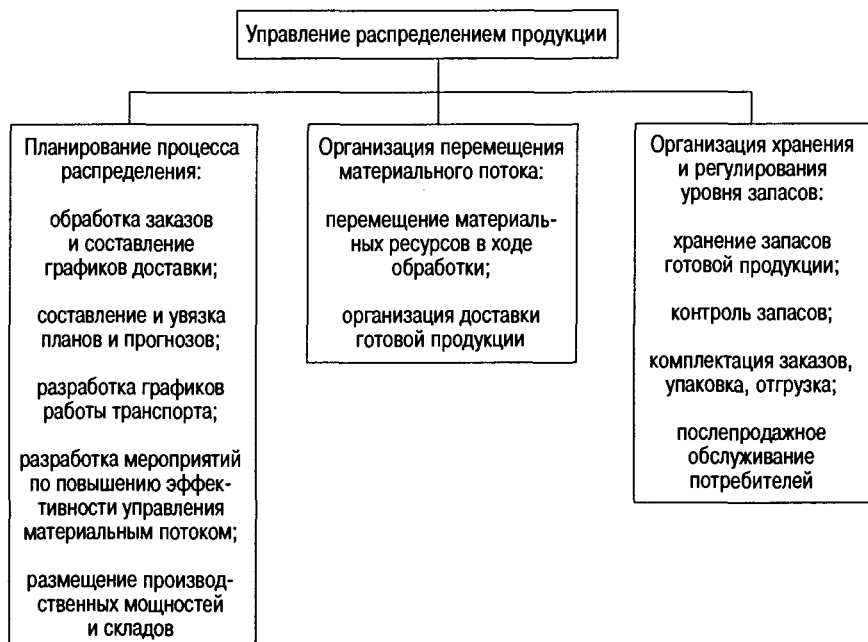 Управление распределением продукции
Планирование процесса
распределения:
обработка заказов
и составление
графиков доставки;
составление и увязка
планов и прогнозов;
разработка графиков
работы транспорта;
разработка мероприятий
по повышению эффек-
тивности управления
материальным потоком;
размещение производ-
ственных мощностей
и складов
Организация перемещения
материального потока:
перемещение материаль-
ных ресурсов в ходе
обработки;
организация доставки
готовой продукции
Организация хранения
и регулирования
уровня запасов:
хранение запасов
готовой продукции;
контроль запасов;
комплектация заказов,
упаковка, отгрузка;
послепродажное
обслуживание
потребителей